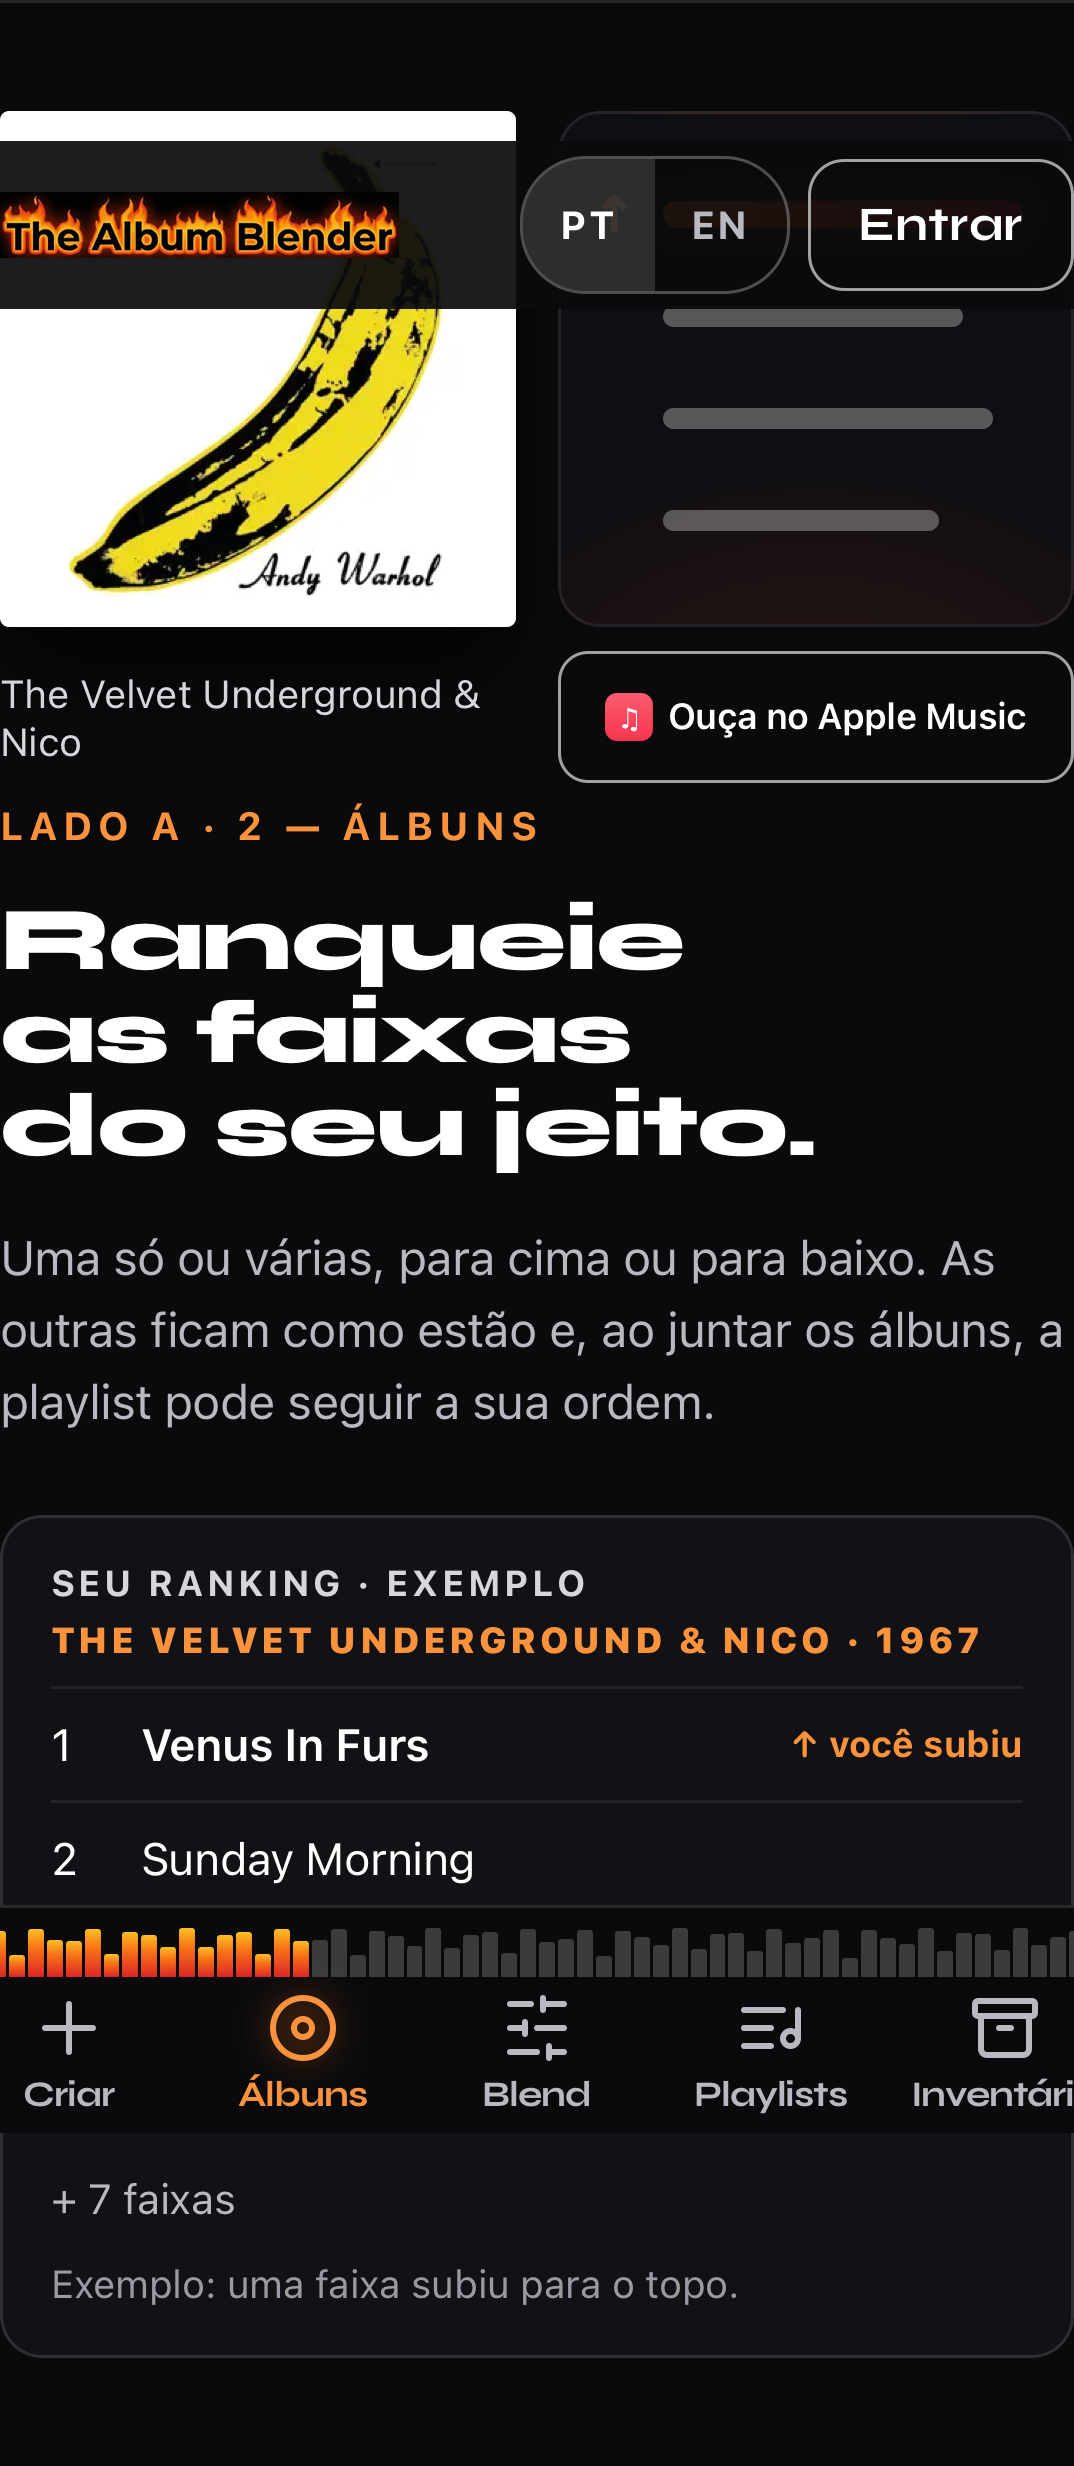 The Album Blender
PT
EN
Entrar
Andy Warhol
The Velvet Underground &
Nico
♫ Ouça no Apple Music
LADO A · 2 — ÁLBUNS
Ranqueie
as faixas
do seu jeito.
Uma só ou várias, para cima ou para baixo. As
outras ficam como estão e, ao juntar os álbuns, a
playlist pode seguir a sua ordem.
SEU RANKING · EXEMPLO
THE VELVET UNDERGROUND & NICO · 1967
1 Venus In Furs ↑ você subiu
2 Sunday Morning
Criar
Álbuns
Blend
Playlists
Inventári
+ 7 faixas
Exemplo: uma faixa subiu para o topo.